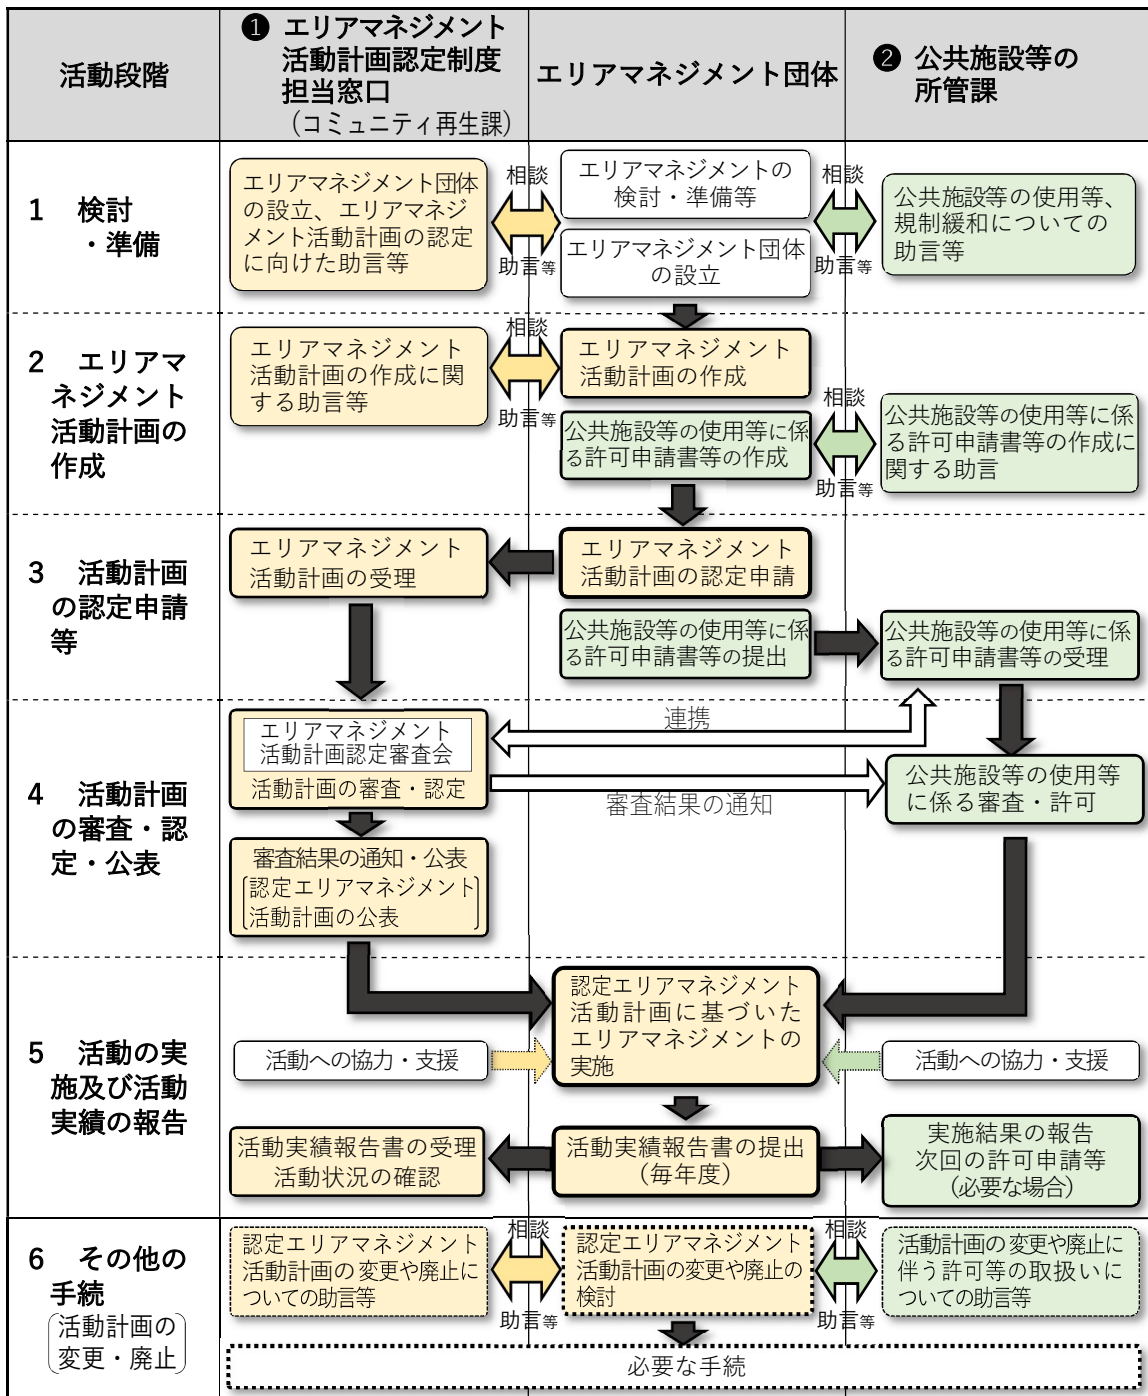 活動段階
❶ エリアマネジメント
活動計画認定制度
担当窓口
（コミュニティ再生課）
エリアマネジメント団体
❷ 公共施設等の
所管課
1 検討
・準備
エリアマネジメント団体
の設立、エリアマネジ
メント活動計画の認定
に向けた助言等
相談
助言等
エリアマネジメントの
検討・準備等
エリアマネジメント団体
の設立
相談
助言等
公共施設等の使用等、
規制緩和についての
助言等
2 エリアマ
ネジメント
活動計画の
作成
エリアマネジメント
活動計画の作成に関
する助言等
相談
助言等
エリアマネジメント
活動計画の作成
公共施設等の使用等に係
る許可申請書等の作成
相談
助言等
公共施設等の使用等に係
る許可申請書等の作成に
関する助言
3 活動計画
の認定申請
等
エリアマネジメント
活動計画の受理
エリアマネジメント
活動計画の認定申請
公共施設等の使用等に係
る許可申請書等の提出
公共施設等の使用等に係
る許可申請書等の受理
4 活動計画
の審査・認
定・公表
エリアマネジメント
活動計画認定審査会
活動計画の審査・認定
連携
審査結果の通知
公共施設等の使用等
に係る審査・許可
審査結果の通知・公表
認定エリアマネジメント
活動計画の公表
5 活動の実
施及び活動
実績の報告
認定エリアマネジメント
活動計画に基づいた
エリアマネジメントの
実施
活動への協力・支援
活動への協力・支援
活動実績報告書の受理
活動状況の確認
活動実績報告書の提出
（毎年度）
実施結果の報告
次回の許可申請等
（必要な場合）
6 その他の
手続
活動計画の
変更・廃止
認定エリアマネジメント
活動計画の変更や廃止に
ついての助言等
相談
助言等
認定エリアマネジメント
活動計画の変更や廃止の
検討
相談
助言等
活動計画の変更や廃止に
伴う許可等の取扱いに
ついての助言等
必要な手続